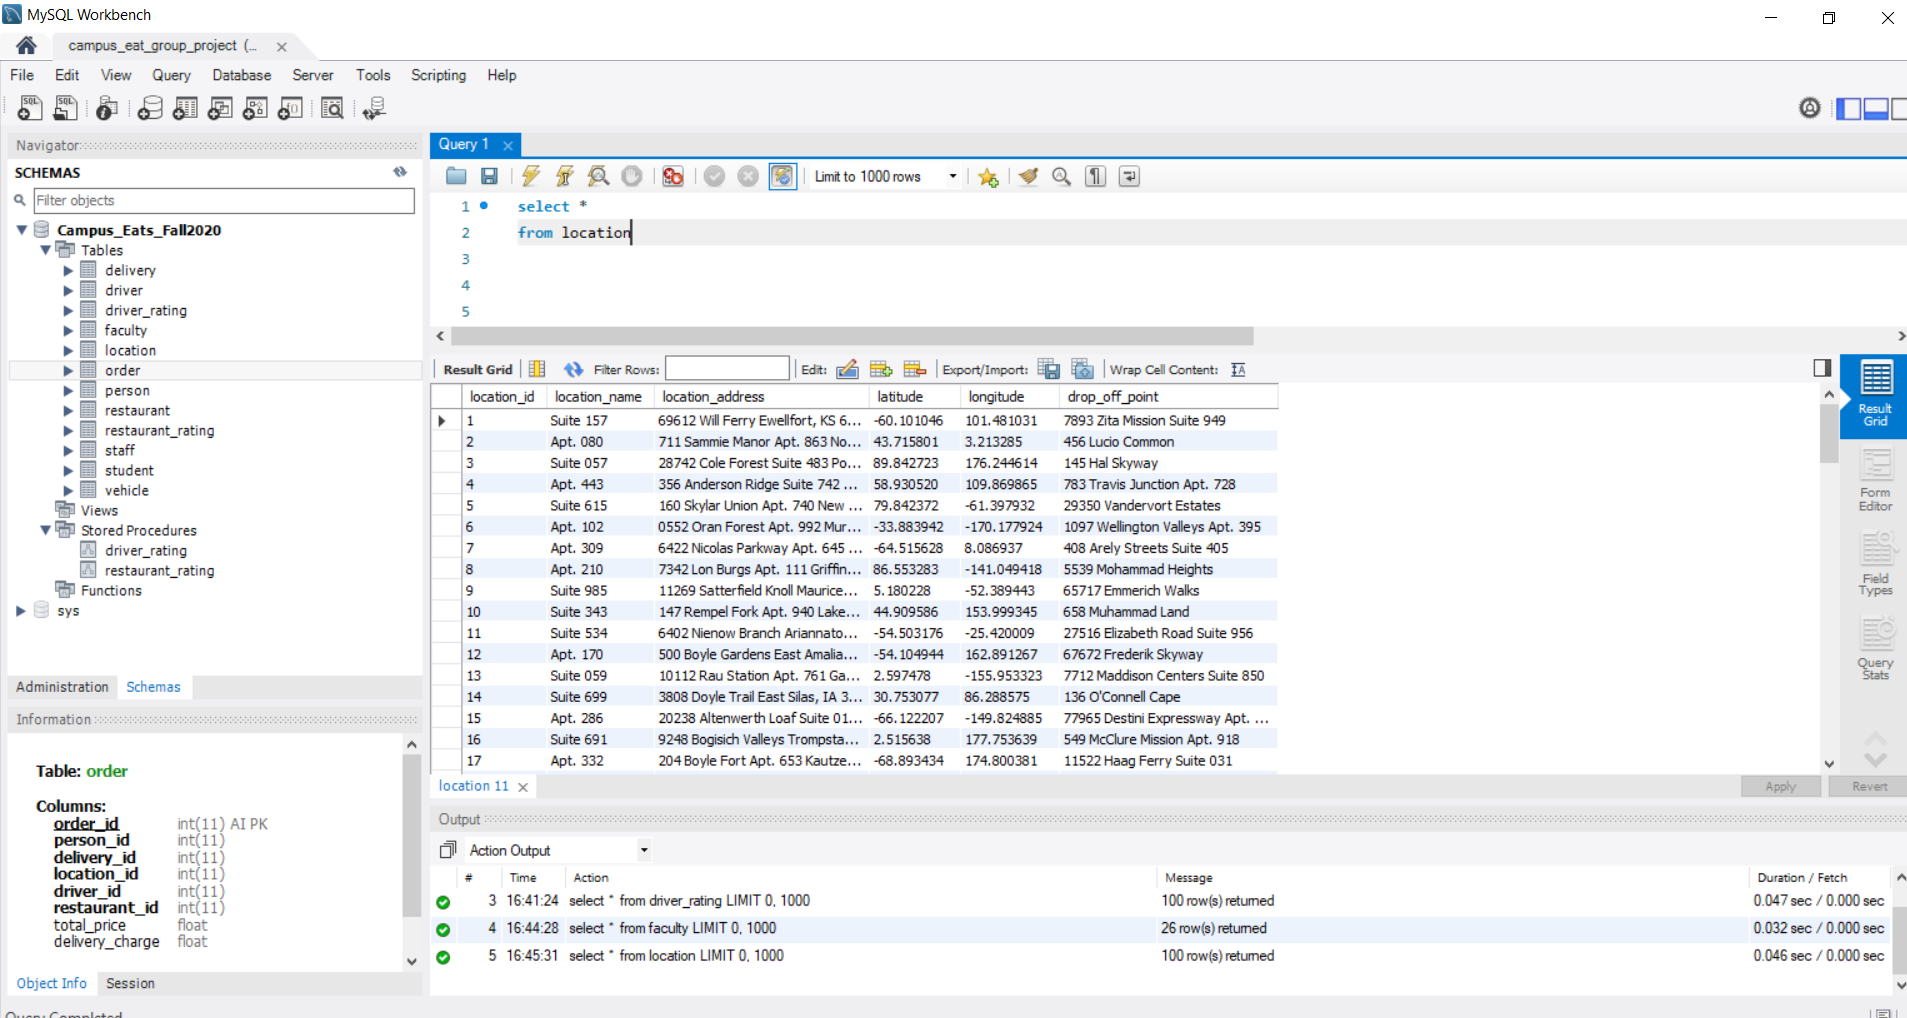 MySQL Workbench
campus_eat_group_project (...
File Edit View Query Database Server Tools Scripting Help
Navigator
SCHEMAS
Filter objects
Campus_Eats_Fall2020
Tables
delivery
driver
driver_rating
faculty
location
order
person
restaurant
restaurant_rating
staff
student
vehicle
Views
Stored Procedures
driver_rating
restaurant_rating
Functions
sys
Administration Schemas
Information
Table: order
Columns:
order_id int(11) AI PK
person_id int(11)
delivery_id int(11)
location_id int(11)
driver_id int(11)
restaurant_id int(11)
total_price float
delivery_charge float
Object Info Session
Query Completed
Query 1
Limit to 1000 rows
1 select *
2 from location
3
4
5
Result Grid Filter Rows: Edit: Export/Import: Wrap Cell Content:
location_id location_name location_address latitude longitude drop_off_point
1 Suite 157 69612 Will Ferry Ewellfort, KS 6... -60.101046 101.481031 7893 Zita Mission Suite 949
2 Apt. 080 711 Sammie Manor Apt. 863 No... 43.715801 3.213285 456 Lucio Common
3 Suite 057 28742 Cole Forest Suite 483 Po... 89.842723 176.244614 145 Hal Skyway
4 Apt. 443 356 Anderson Ridge Suite 742 ... 58.930520 109.869865 783 Travis Junction Apt. 728
5 Suite 615 160 Skylar Union Apt. 740 New ... 79.842372 -61.397932 29350 Vandervort Estates
6 Apt. 102 0552 Oran Forest Apt. 992 Mur... -33.883942 -170.177924 1097 Wellington Valleys Apt. 395
7 Apt. 309 6422 Nicolas Parkway Apt. 645 ... -64.515628 8.086937 408 Arely Streets Suite 405
8 Apt. 210 7342 Lon Burgs Apt. 111 Griffin... 86.553283 -141.049418 5539 Mohammad Heights
9 Suite 985 11269 Satterfield Knoll Maurice... 5.180228 -52.389443 65717 Emmerich Walks
10 Suite 343 147 Rempel Fork Apt. 940 Lake... 44.909586 153.999345 658 Muhammad Land
11 Suite 534 6402 Nienow Branch Ariannato... -54.503176 -25.420009 27516 Elizabeth Road Suite 956
12 Apt. 170 500 Boyle Gardens East Amalia... -54.104944 162.891267 67672 Frederik Skyway
13 Suite 059 10112 Rau Station Apt. 761 Ga... 2.597478 -155.953323 7712 Maddison Centers Suite 850
14 Suite 699 3808 Doyle Trail East Silas, IA 3... 30.753077 86.288575 136 O'Connell Cape
15 Apt. 286 20238 Altenwerth Loaf Suite 01... -66.122207 -149.824885 77965 Destini Expressway Apt. ...
16 Suite 691 9248 Bogisich Valleys Trompsta... 2.515638 177.753639 549 McClure Mission Apt. 918
17 Apt. 332 204 Boyle Fort Apt. 653 Kautze... -68.893434 174.800381 11522 Haag Ferry Suite 031
Result
Grid
Form
Editor
Field
Types
Query
Stats
location 11
Apply Revert
Output
Action Output
# Time Action Message Duration / Fetch
3 16:41:24 select * from driver_rating LIMIT 0, 1000 100 row(s) returned 0.047 sec / 0.000 sec
4 16:44:28 select * from faculty LIMIT 0, 1000 26 row(s) returned 0.032 sec / 0.000 sec
5 16:45:31 select * from location LIMIT 0, 1000 100 row(s) returned 0.046 sec / 0.000 sec